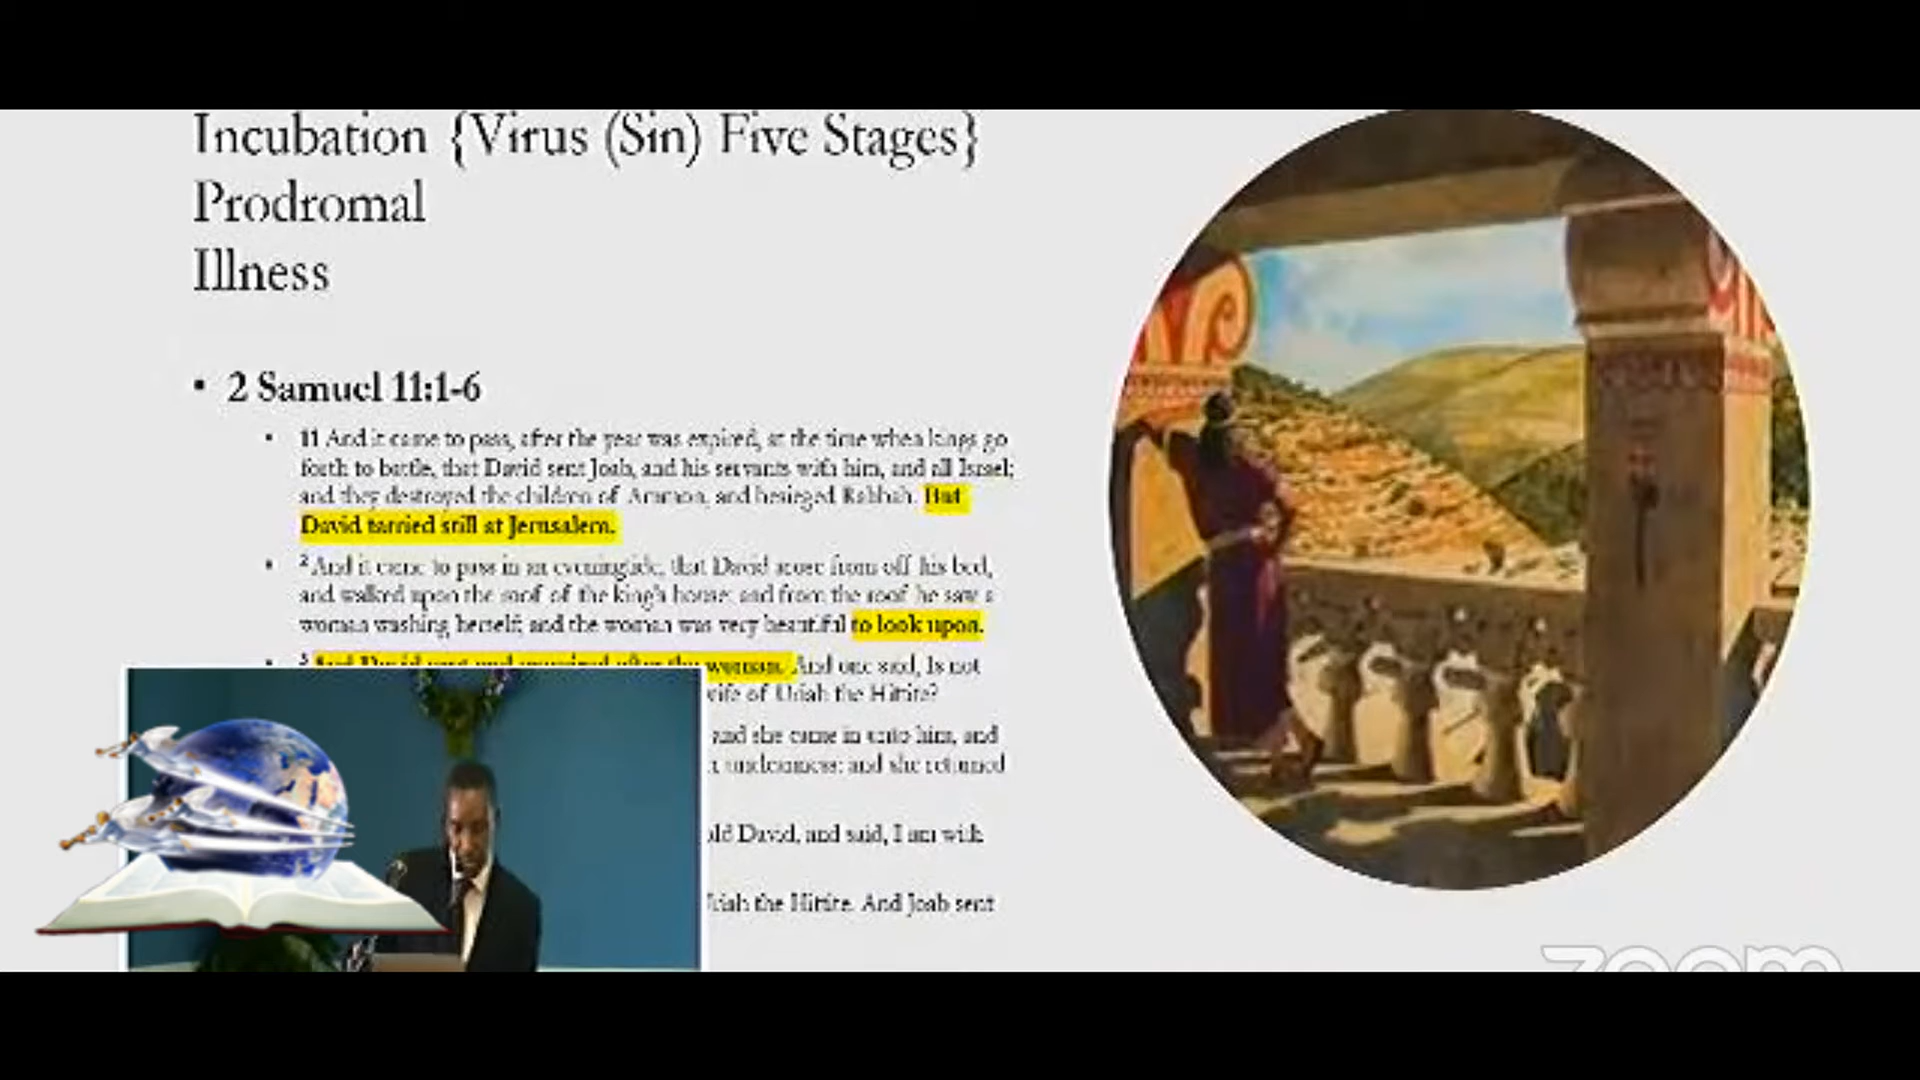 Incubation {Virus (Sin) Five Stages}
Prodromal
Illness
• 2 Samuel 11:1-6
• 11 And it came to pass, after the year was expired, at the time when kings go
forth to battle, that David sent Joab, and his servants with him, and all Israel;
and they destroyed the children of Ammon, and besieged Rabbah. But
David tarried still at Jerusalem.
• 2 And it came to pass in an eveningtide, that David arose from off his bed,
and walked upon the roof of the king's house: and from the roof he saw a
woman washing herself; and the woman was very beautiful to look upon.
• 3 And David sent and enquired after the woman. And one said, Is not
wife of Uriah the Hittite?
and she came in unto him, and
uncleanness: and she returned
David, and said, I am with
the Hittite. And Joab sent
zoom